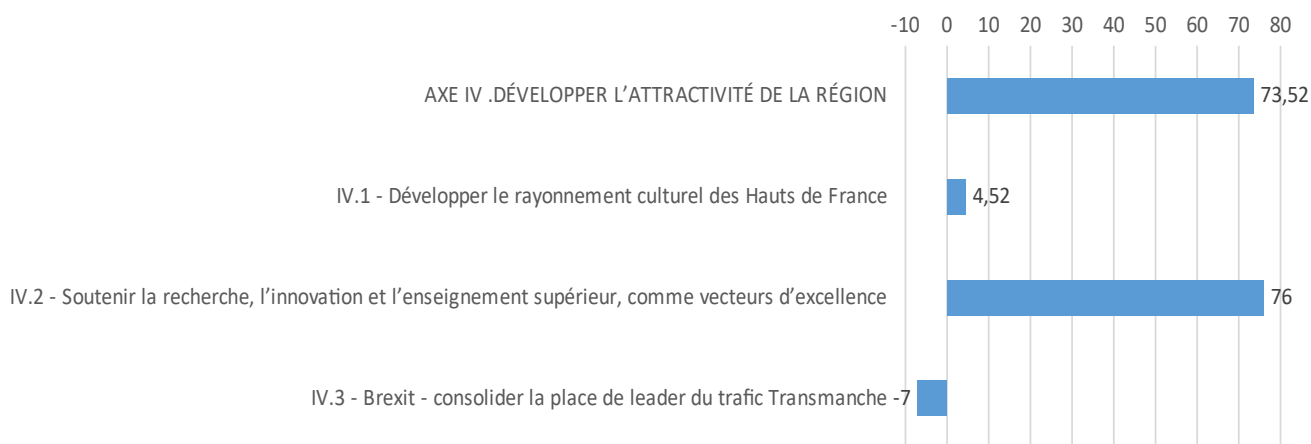 -10 0 10 20 30 40 50 60 70 80
AXE IV .DÉVELOPPER L’ATTRACTIVITÉ DE LA RÉGION 73,52
IV.1 - Développer le rayonnement culturel des Hauts de France 4,52
IV.2 - Soutenir la recherche, l’innovation et l’enseignement supérieur, comme vecteurs d’excellence 76
IV.3 - Brexit - consolider la place de leader du trafic Transmanche -7